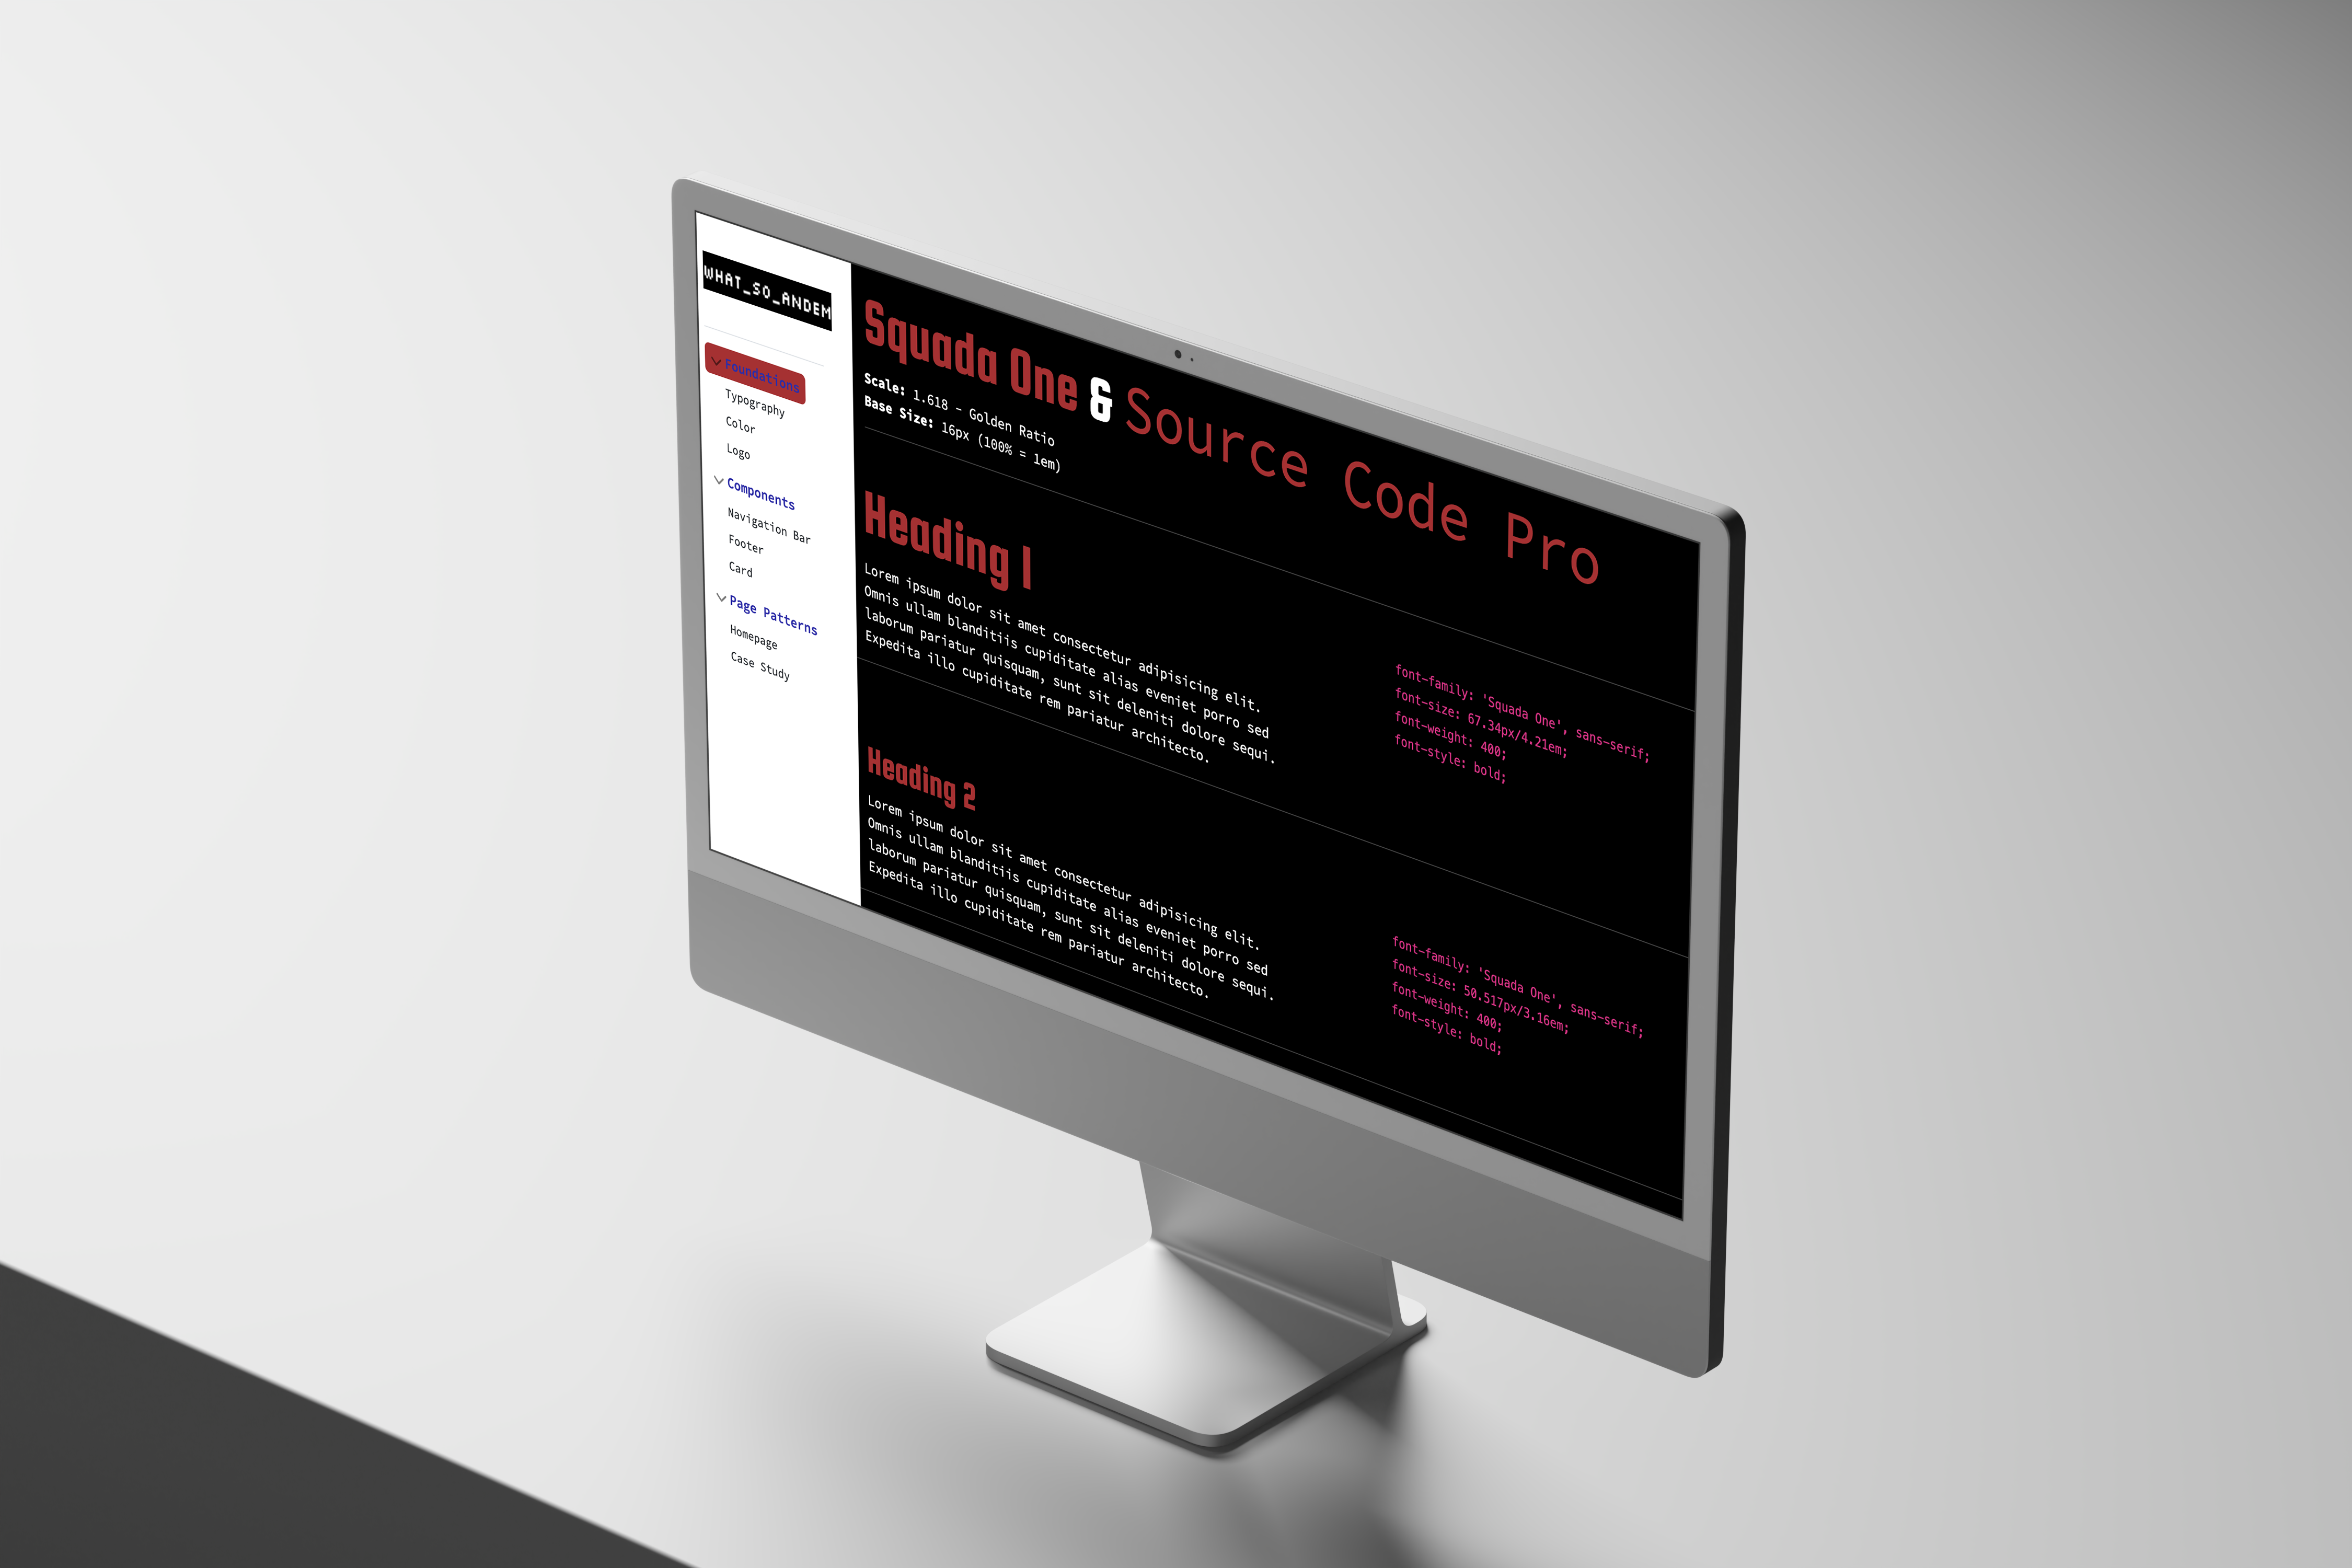 WHAT_SO_ANDEM
Foundations
Typography
Color
Logo
Components
Navigation Bar
Footer
Card
Page Patterns
Homepage
Case Study
Squada One & Source Code Pro
Scale: 1.618 – Golden Ratio
Base Size: 16px (100% = 1em)
Heading 1
Lorem ipsum dolor sit amet consectetur adipisicing elit.
Omnis ullam blanditiis cupiditate alias eveniet porro sed
laborum pariatur quisquam, sunt sit deleniti dolore sequi.
Expedita illo cupiditate rem pariatur architecto.
font-family: 'Squada One', sans-serif;
font-size: 67.34px/4.21em;
font-weight: 400;
font-style: bold;
Heading 2
Lorem ipsum dolor sit amet consectetur adipisicing elit.
Omnis ullam blanditiis cupiditate alias eveniet porro sed
laborum pariatur quisquam, sunt sit deleniti dolore sequi.
Expedita illo cupiditate rem pariatur architecto.
font-family: 'Squada One', sans-serif;
font-size: 50.517px/3.16em;
font-weight: 400;
font-style: bold;